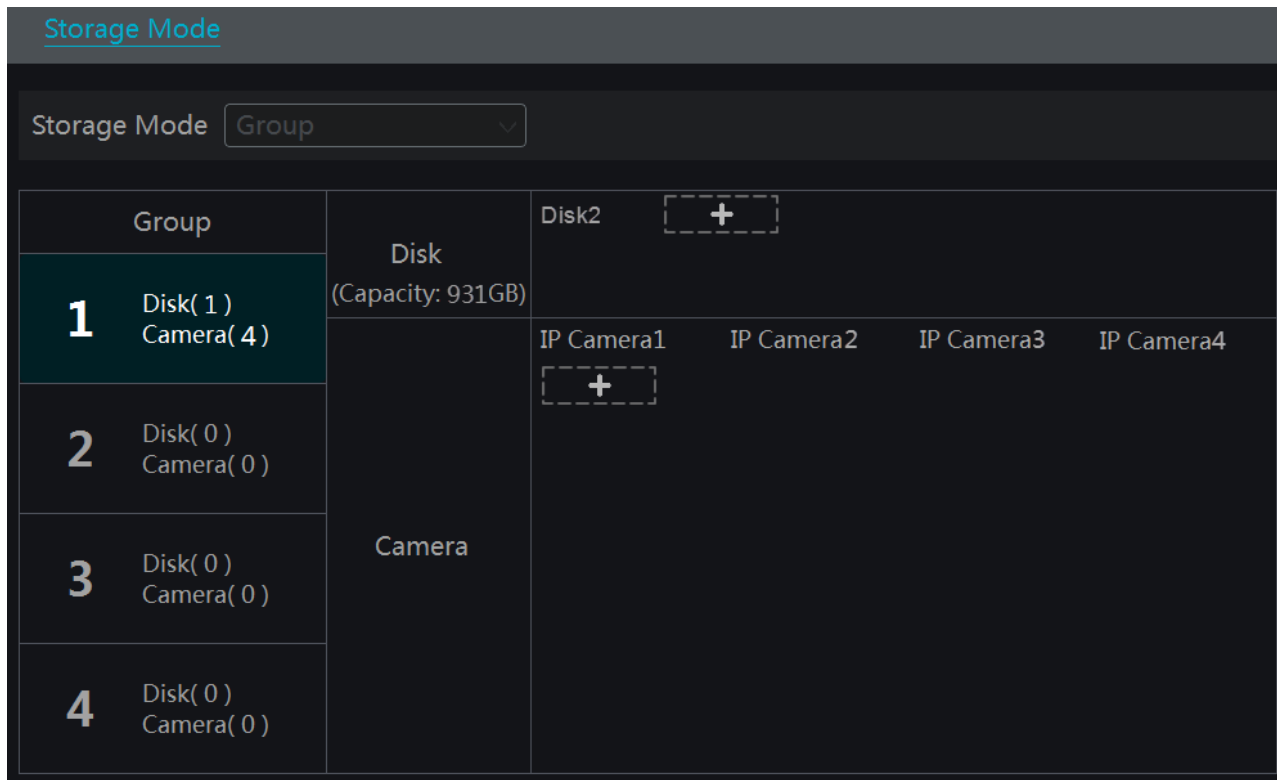 Storage Mode
Storage Mode Group
Group
1
Disk( 1 )
Camera( 4 )
2
Disk( 0 )
Camera( 0 )
3
Disk( 0 )
Camera( 0 )
4
Disk( 0 )
Camera( 0 )
Disk
(Capacity: 931GB)
Disk2 +
Camera
IP Camera1 IP Camera2 IP Camera3 IP Camera4
+